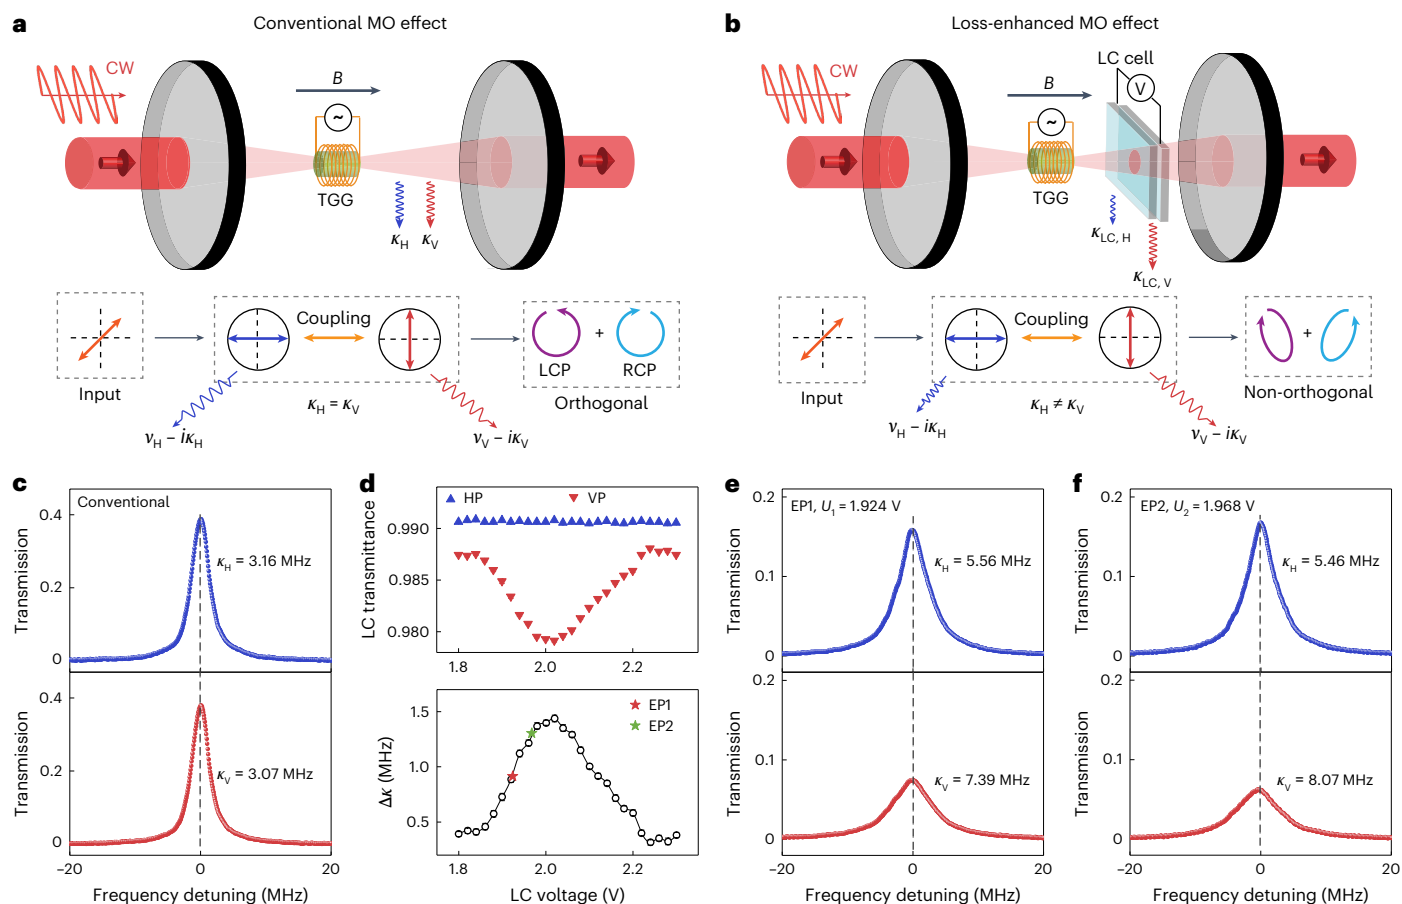 a
Conventional MO effect
CW
B
~
TGG
κH
κV
Input
Coupling
κH = κV
νH – iκH
νV – iκV
LCP
+
RCP
Orthogonal
b
Loss-enhanced MO effect
CW
B
LC cell
V
~
TGG
κLC, H
κLC, V
Input
Coupling
κH ≠ κV
νH – iκH
νV – iκV
+
Non-orthogonal
c
Conventional
Transmission
0.4
0.2
0
κH = 3.16 MHz
Transmission
0.2
0
κV = 3.07 MHz
–20
0
20
Frequency detuning (MHz)
d
HP
VP
LC transmittance
0.990
0.985
0.980
1.8
2.0
2.2
EP1
EP2
Δκ (MHz)
1.5
1.0
0.5
1.8
2.0
2.2
LC voltage (V)
e
EP1, U1 = 1.924 V
Transmission
0.2
0.1
0
κH = 5.56 MHz
Transmission
0.2
0.1
0
κV = 7.39 MHz
–20
0
20
Frequency detuning (MHz)
f
EP2, U2 = 1.968 V
Transmission
0.2
0.1
0
κH = 5.46 MHz
Transmission
0.2
0.1
0
κV = 8.07 MHz
–20
0
20
Frequency detuning (MHz)